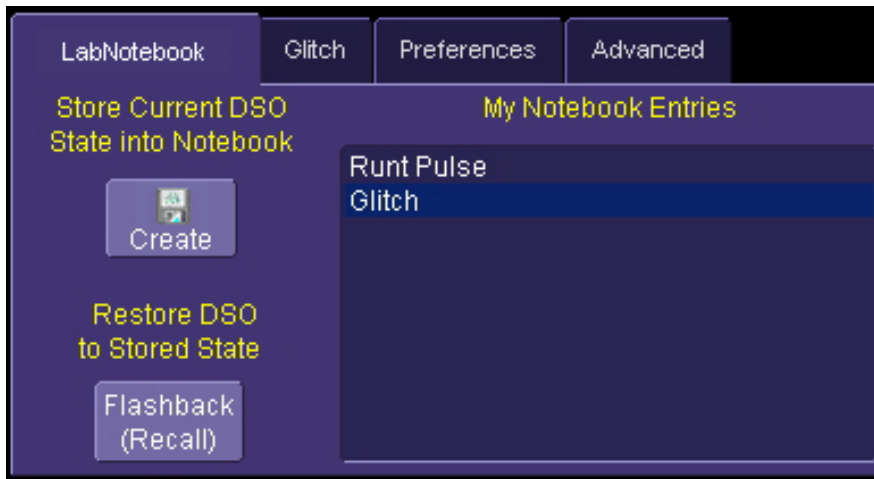 LabNotebook
Glitch
Preferences
Advanced
Store Current DSO
State into Notebook
Create
Restore DSO
to Stored State
Flashback
(Recall)
My Notebook Entries
Runt Pulse
Glitch